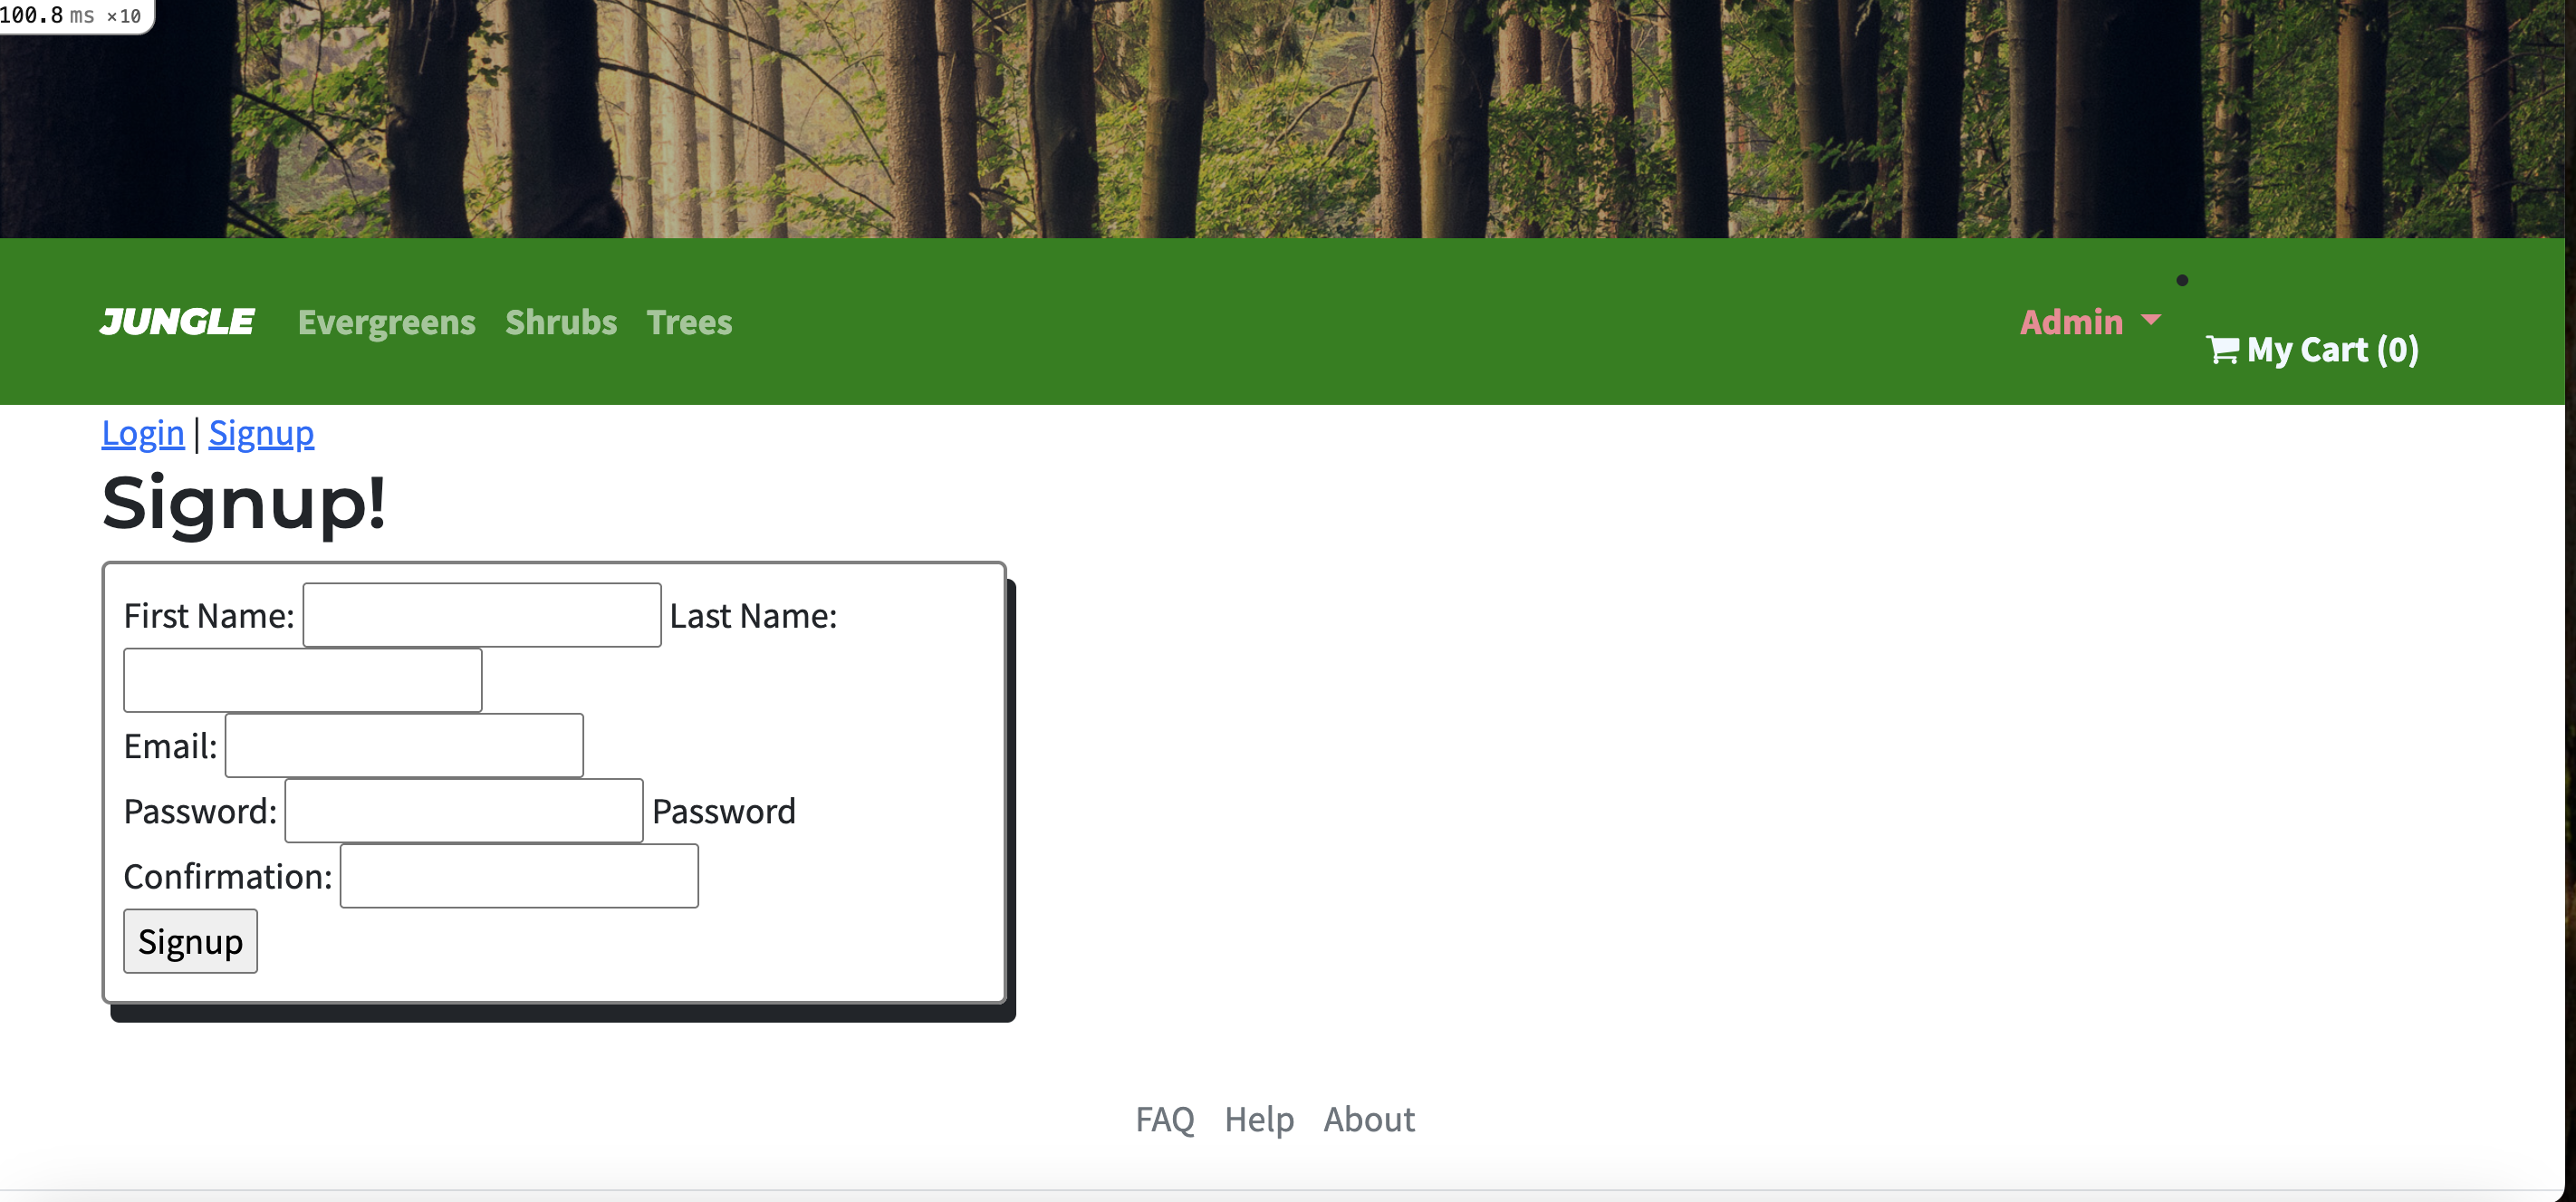 100.8 ms ×10
JUNGLE Evergreens Shrubs Trees Admin
My Cart (0)
Login | Signup
Signup!
First Name: Last Name:
Email:
Password: Password
Confirmation:
Signup
FAQ Help About